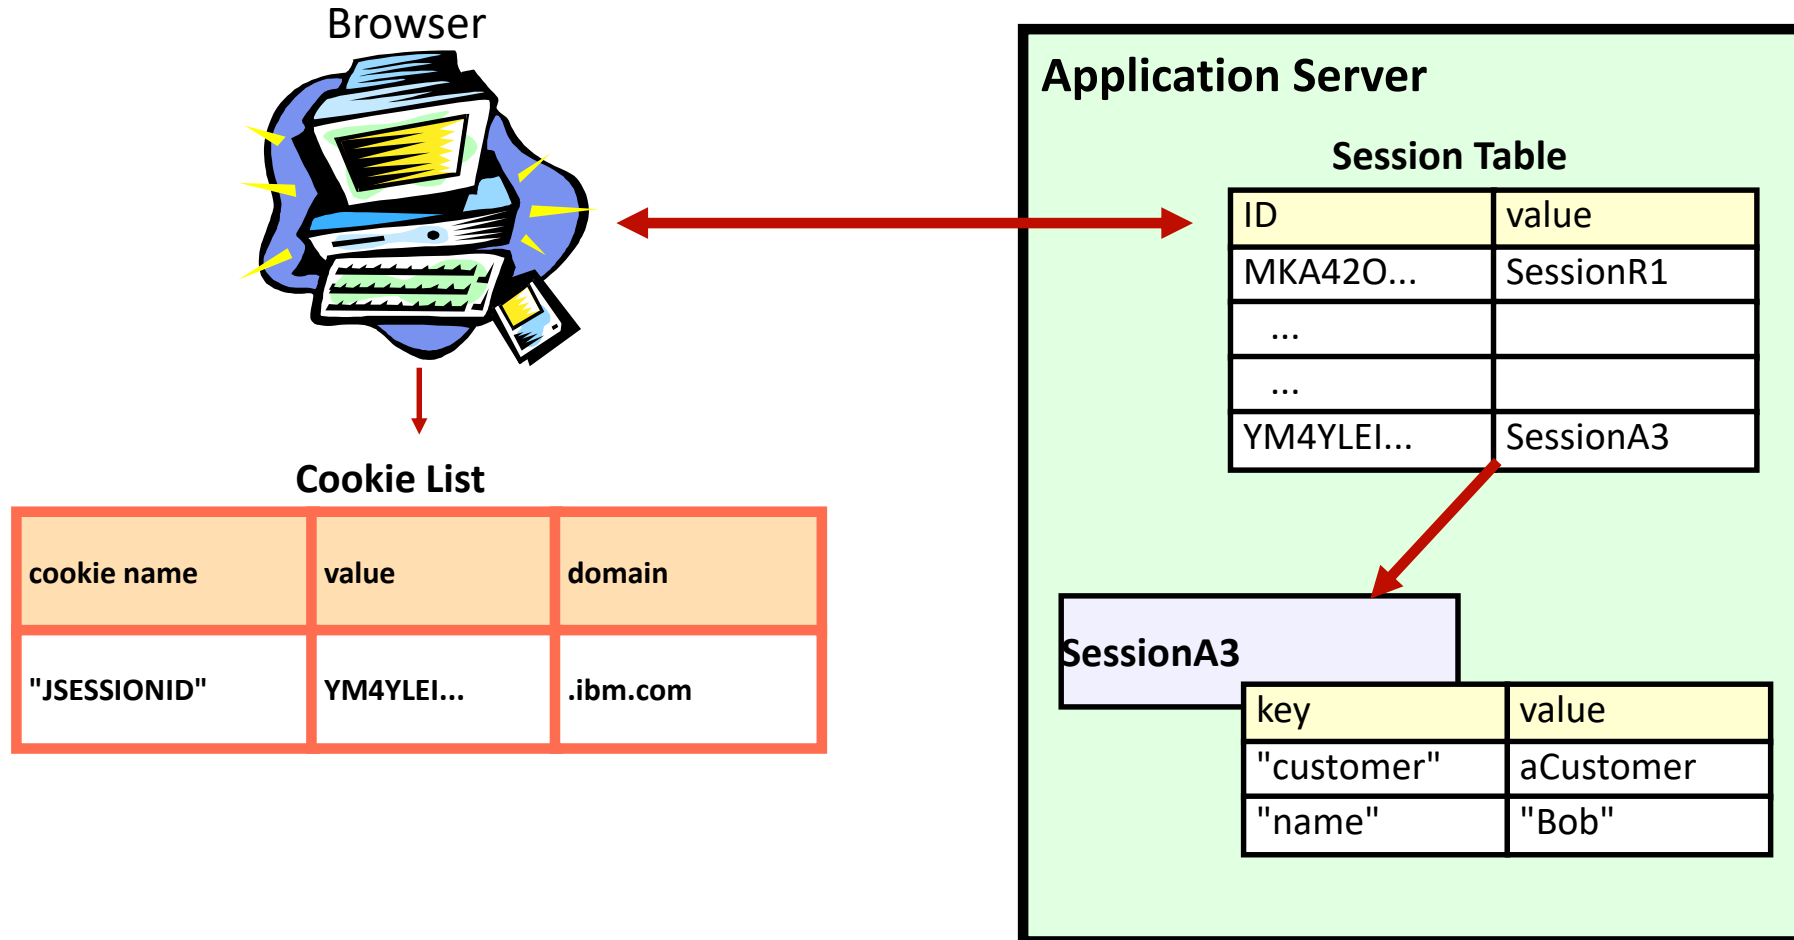 Browser
Application Server
Session Table
ID value
MKA42O... SessionR1
...
...
YM4YLEI... SessionA3
Cookie List
cookie name value domain
"JSESSIONID" YM4YLEI... .ibm.com
SessionA3
key value
"customer" aCustomer
"name" "Bob"